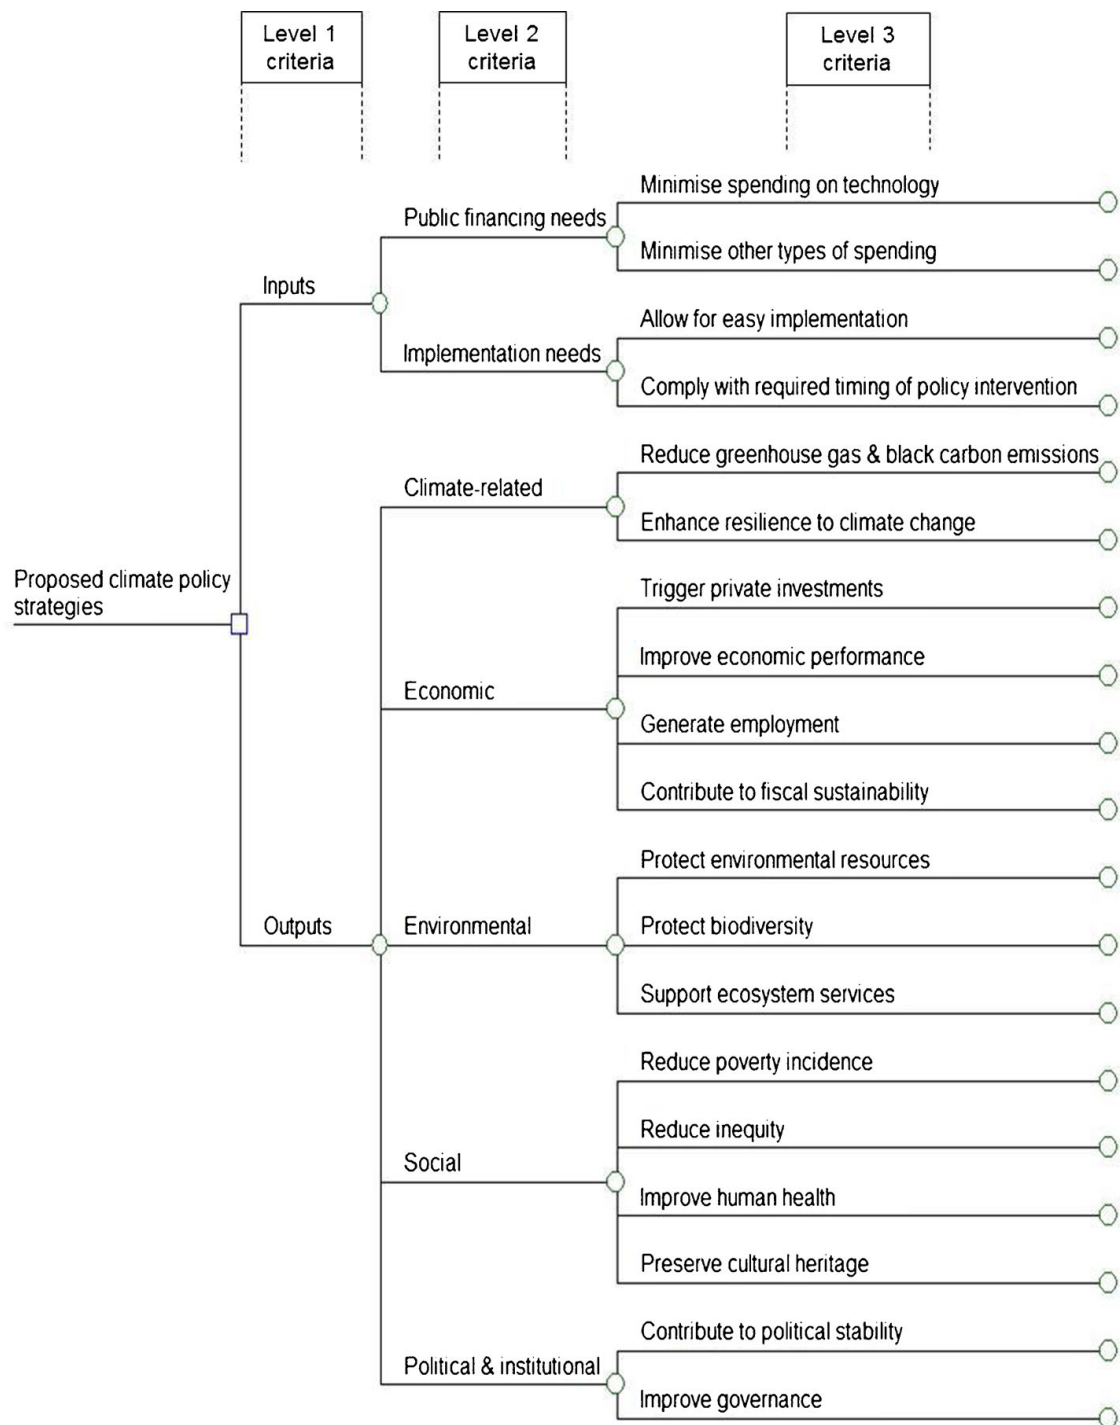 Level 1
criteria
Level 2
criteria
Level 3
criteria
Minimise spending on technology
Public financing needs
Minimise other types of spending
Inputs
Allow for easy implementation
Implementation needs
Comply with required timing of policy intervention
Reduce greenhouse gas & black carbon emissions
Climate-related
Enhance resilience to climate change
Proposed climate policy
strategies
Trigger private investments
Improve economic performance
Economic
Generate employment
Contribute to fiscal sustainability
Protect environmental resources
Outputs
Environmental
Protect biodiversity
Support ecosystem services
Reduce poverty incidence
Reduce inequity
Social
Improve human health
Preserve cultural heritage
Contribute to political stability
Political & institutional
Improve governance